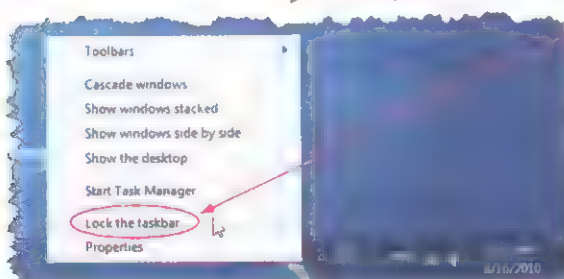 Toolbars
Cascade windows
Show windows stacked
Show windows side by side
Show the desktop
Start Task Manager
Lock the taskbar
Properties
8/16/2010